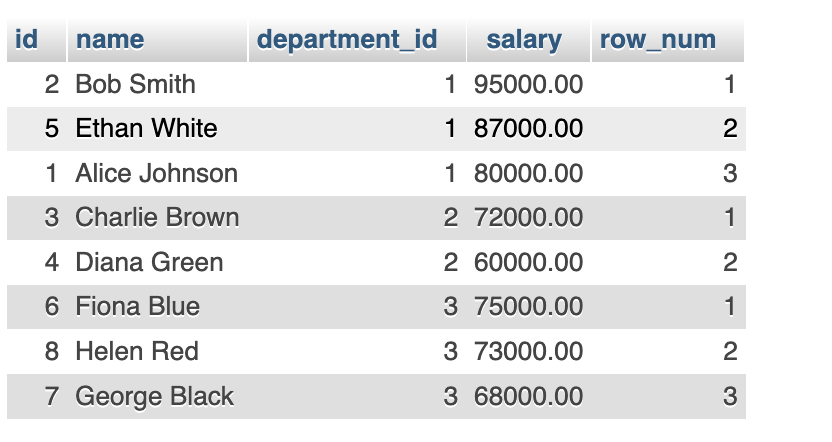 id name department_id salary row_num
2 Bob Smith 1 95000.00 1
5 Ethan White 1 87000.00 2
1 Alice Johnson 1 80000.00 3
3 Charlie Brown 2 72000.00 1
4 Diana Green 2 60000.00 2
6 Fiona Blue 3 75000.00 1
8 Helen Red 3 73000.00 2
7 George Black 3 68000.00 3